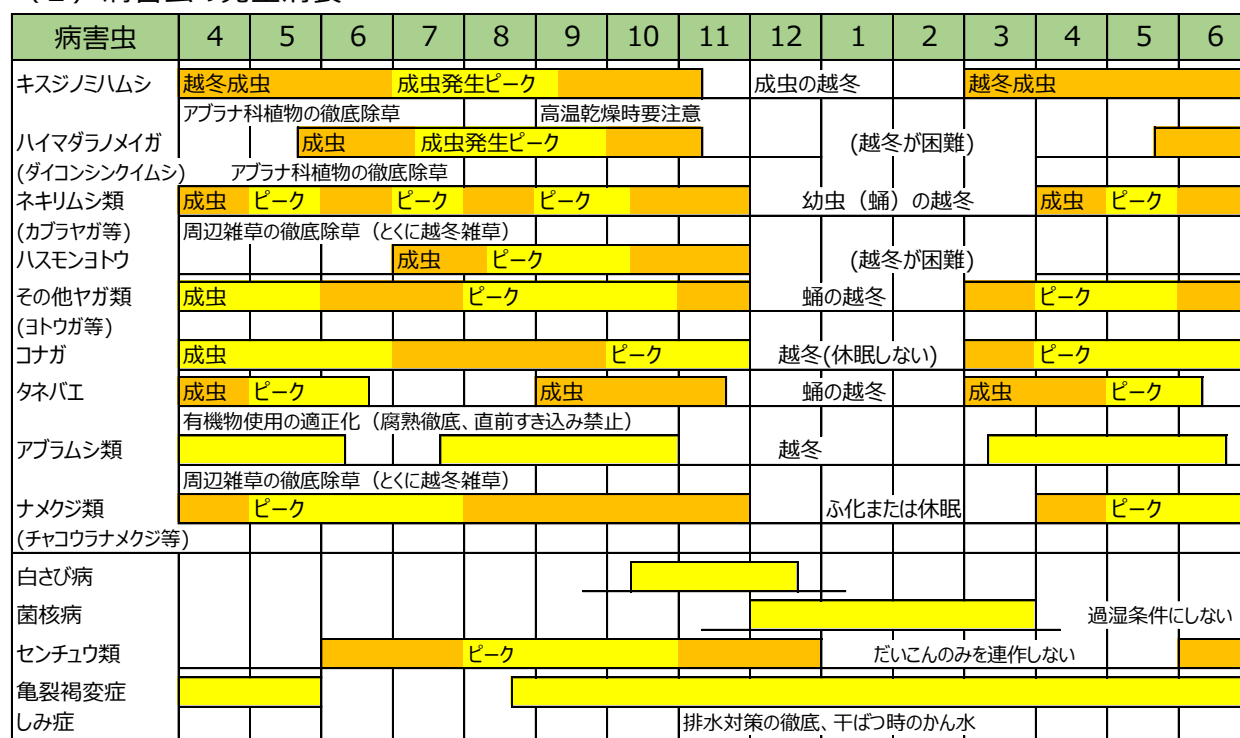 病害虫 4 5 6 7 8 9 10 11 12 1 2 3 4 5 6
キスジノミハムシ 越冬成虫 成虫発生ピーク 成虫の越冬 越冬成虫
アブラナ科植物の徹底除草 高温乾燥時要注意
ハイマダラノメイガ 成虫 成虫発生ピーク (越冬が困難)
(ダイコンシンクイムシ) アブラナ科植物の徹底除草
ネキリムシ類 成虫 ピーク ピーク ピーク 幼虫（蛹）の越冬 成虫 ピーク
(カブラヤガ等) 周辺雑草の徹底除草（とくに越冬雑草）
ハスモンヨトウ 成虫 ピーク (越冬が困難)
その他ヤガ類 成虫 ピーク 蛹の越冬 ピーク
(ヨトウガ等)
コナガ 成虫 ピーク 越冬(休眠しない) ピーク
タネバエ 成虫 ピーク 成虫 蛹の越冬 成虫 ピーク
有機物使用の適正化（腐熟徹底、直前すき込み禁止）
アブラムシ類 越冬
周辺雑草の徹底除草（とくに越冬雑草）
ナメクジ類 ピーク ふ化または休眠 ピーク
(チャコウラナメクジ等)
白さび病
菌核病 過湿条件にしない
センチュウ類 ピーク だいこんのみを連作しない
亀裂褐変症
しみ症 排水対策の徹底、干ばつ時のかん水